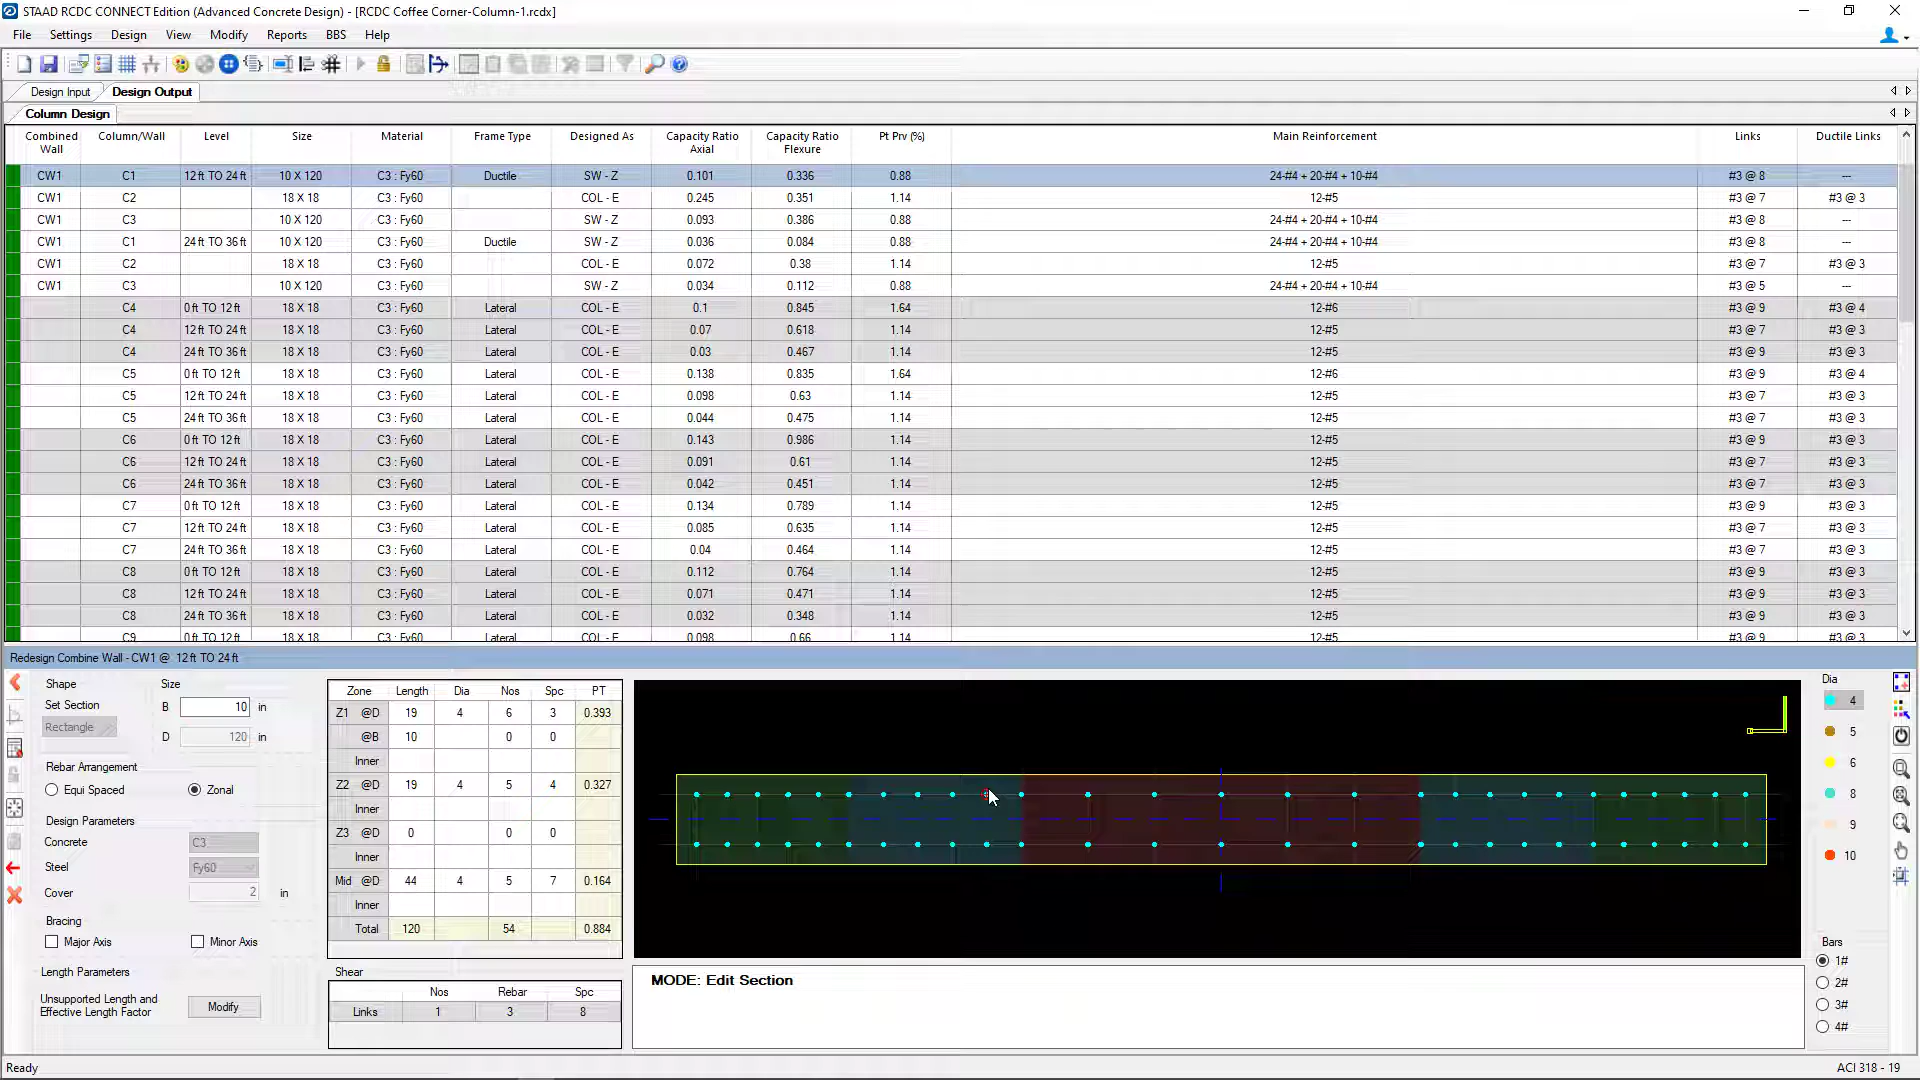 STAAD RCDC CONNECT Edition (Advanced Concrete Design) - [RCDC Coffee Corner-Column-1.rcdx]
File Settings Design View Modify Reports BBS Help
Design Input Design Output
Column Design
Combined Wall Column/Wall Level Size Material Frame Type Designed As Capacity Ratio Axial Capacity Ratio Flexure Pt Prv (%) Main Reinforcement Links Ductile Links
CW1 C1 12 ft TO 24 ft 10 X 120 C3 : Fy60 Ductile SW - Z 0.101 0.336 0.88 24-#4 + 20-#4 + 10-#4 #3 @ 8 ---
CW1 C2 18 X 18 C3 : Fy60 COL - E 0.245 0.351 1.14 12-#5 #3 @ 7 #3 @ 3
CW1 C3 10 X 120 C3 : Fy60 SW - Z 0.093 0.386 0.88 24-#4 + 20-#4 + 10-#4 #3 @ 8 ---
CW1 C1 24 ft TO 36 ft 10 X 120 C3 : Fy60 Ductile SW - Z 0.036 0.084 0.88 24-#4 + 20-#4 + 10-#4 #3 @ 8 ---
CW1 C2 18 X 18 C3 : Fy60 COL - E 0.072 0.38 1.14 12-#5 #3 @ 7 #3 @ 3
CW1 C3 10 X 120 C3 : Fy60 SW - Z 0.034 0.112 0.88 24-#4 + 20-#4 + 10-#4 #3 @ 5 ---
C4 0 ft TO 12 ft 18 X 18 C3 : Fy60 Lateral COL - E 0.1 0.845 1.64 12-#6 #3 @ 9 #3 @ 4
C4 12 ft TO 24 ft 18 X 18 C3 : Fy60 Lateral COL - E 0.07 0.618 1.14 12-#5 #3 @ 7 #3 @ 3
C4 24 ft TO 36 ft 18 X 18 C3 : Fy60 Lateral COL - E 0.03 0.467 1.14 12-#5 #3 @ 9 #3 @ 3
C5 0 ft TO 12 ft 18 X 18 C3 : Fy60 Lateral COL - E 0.138 0.835 1.64 12-#6 #3 @ 9 #3 @ 4
C5 12 ft TO 24 ft 18 X 18 C3 : Fy60 Lateral COL - E 0.098 0.63 1.14 12-#5 #3 @ 7 #3 @ 3
C5 24 ft TO 36 ft 18 X 18 C3 : Fy60 Lateral COL - E 0.044 0.475 1.14 12-#5 #3 @ 7 #3 @ 3
C6 0 ft TO 12 ft 18 X 18 C3 : Fy60 Lateral COL - E 0.143 0.986 1.14 12-#5 #3 @ 9 #3 @ 3
C6 12 ft TO 24 ft 18 X 18 C3 : Fy60 Lateral COL - E 0.091 0.61 1.14 12-#5 #3 @ 7 #3 @ 3
C6 24 ft TO 36 ft 18 X 18 C3 : Fy60 Lateral COL - E 0.042 0.451 1.14 12-#5 #3 @ 9 #3 @ 3
C7 0 ft TO 12 ft 18 X 18 C3 : Fy60 Lateral COL - E 0.134 0.789 1.14 12-#5 #3 @ 9 #3 @ 3
C7 12 ft TO 24 ft 18 X 18 C3 : Fy60 Lateral COL - E 0.085 0.635 1.14 12-#5 #3 @ 7 #3 @ 3
C7 24 ft TO 36 ft 18 X 18 C3 : Fy60 Lateral COL - E 0.04 0.464 1.14 12-#5 #3 @ 7 #3 @ 3
C8 0 ft TO 12 ft 18 X 18 C3 : Fy60 Lateral COL - E 0.112 0.764 1.14 12-#5 #3 @ 9 #3 @ 3
C8 12 ft TO 24 ft 18 X 18 C3 : Fy60 Lateral COL - E 0.071 0.471 1.14 12-#5 #3 @ 9 #3 @ 3
C8 24 ft TO 36 ft 18 X 18 C3 : Fy60 Lateral COL - E 0.032 0.348 1.14 12-#5 #3 @ 9 #3 @ 3
C9 0 ft TO 12 ft 18 X 18 C3 : Fy60 Lateral COL - E 0.098 0.66 1.14 12-#5 #3 @ 9 #3 @ 3
Redesign Combine Wall - CW1 @ 12 ft TO 24 ft
Shape Size
Set Section B 10 in
Rectangle D 120 in
Rebar Arrangement
Equi Spaced Zonal
Design Parameters
Concrete C3
Steel Fy60
Cover 2 in
Bracing
Major Axis Minor Axis
Length Parameters
Unsupported Length and
Effective Length Factor Modify
Zone Length Dia Nos Spc PT
Z1 @D 19 4 6 3 0.393
@B 10 0 0
Inner
Z2 @D 19 4 5 4 0.327
Inner
Z3 @D 0 0 0
Inner
Mid @D 44 4 5 7 0.164
Inner
Total 120 54 0.884
Shear
Nos Rebar Spc
Links 1 3 8
MODE: Edit Section
Dia
4
5
6
8
9
10
Bars
1#
2#
3#
4#
Ready ACI 318 - 19